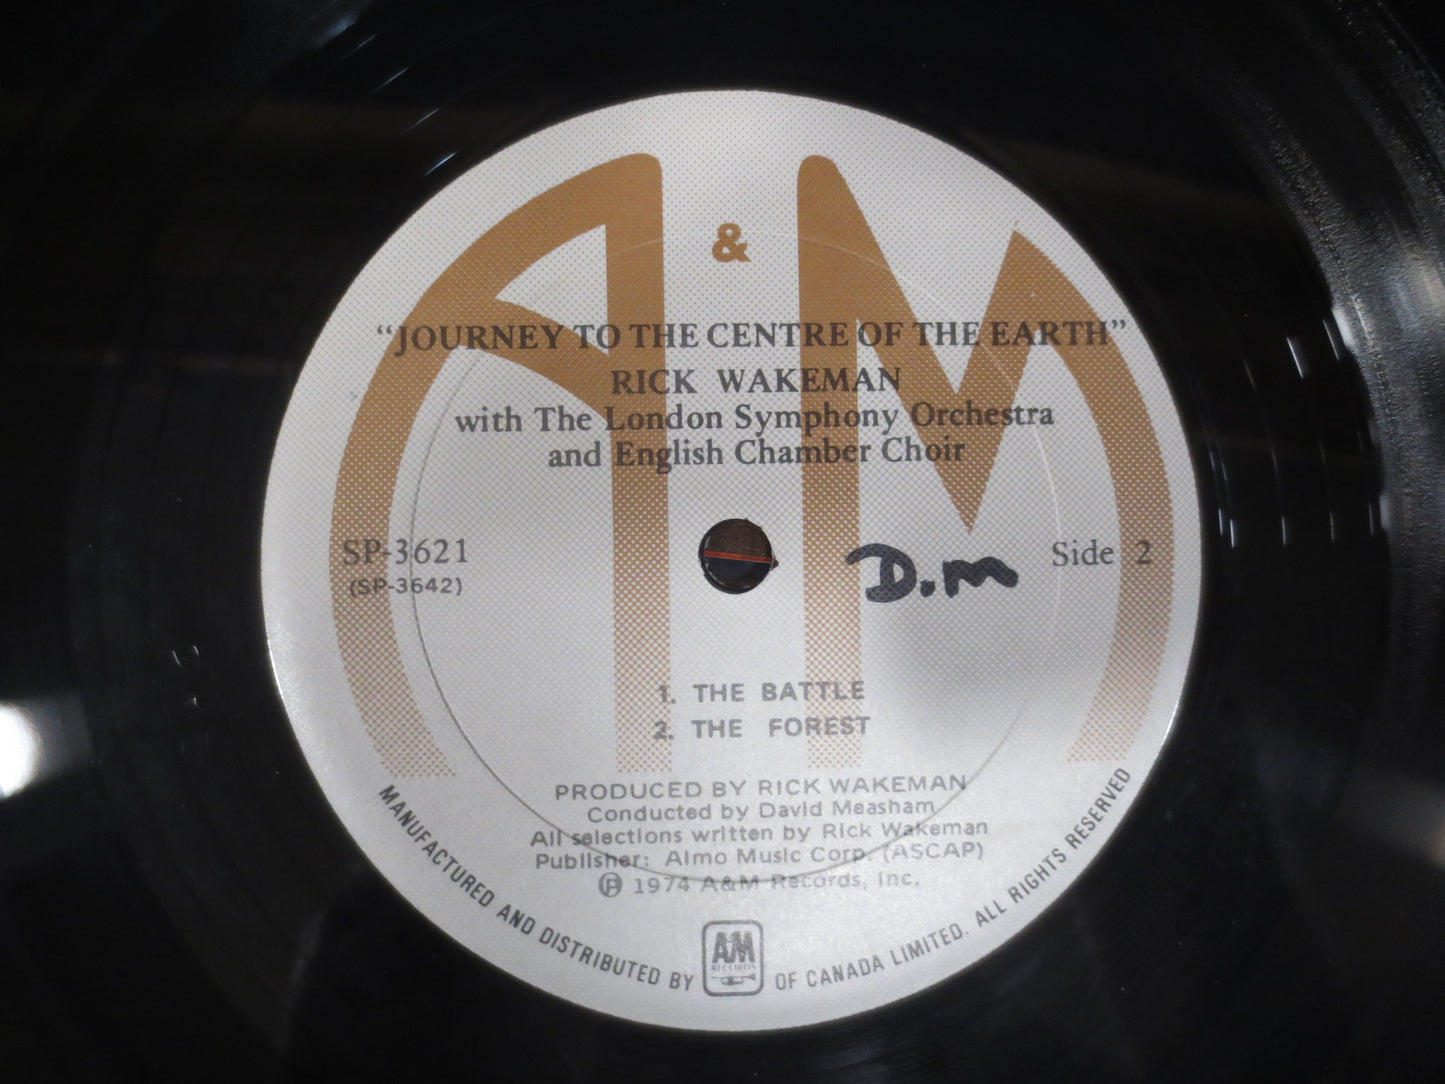 A & M
“JOURNEY TO THE CENTRE OF THE EARTH”
RICK WAKEMAN
with The London Symphony Orchestra
and English Chamber Choir
SP-3621
(SP-3642)
D.M
Side 2
1. THE BATTLE
2. THE FOREST
PRODUCED BY RICK WAKEMAN
Conducted by David Measham
All selections written by Rick Wakeman
Publisher: Almo Music Corp. (ASCAP)
Ⓟ 1974 A&M Records, Inc.
MANUFACTURED AND DISTRIBUTED BY A&M RECORDS OF CANADA LIMITED. ALL RIGHTS RESERVED